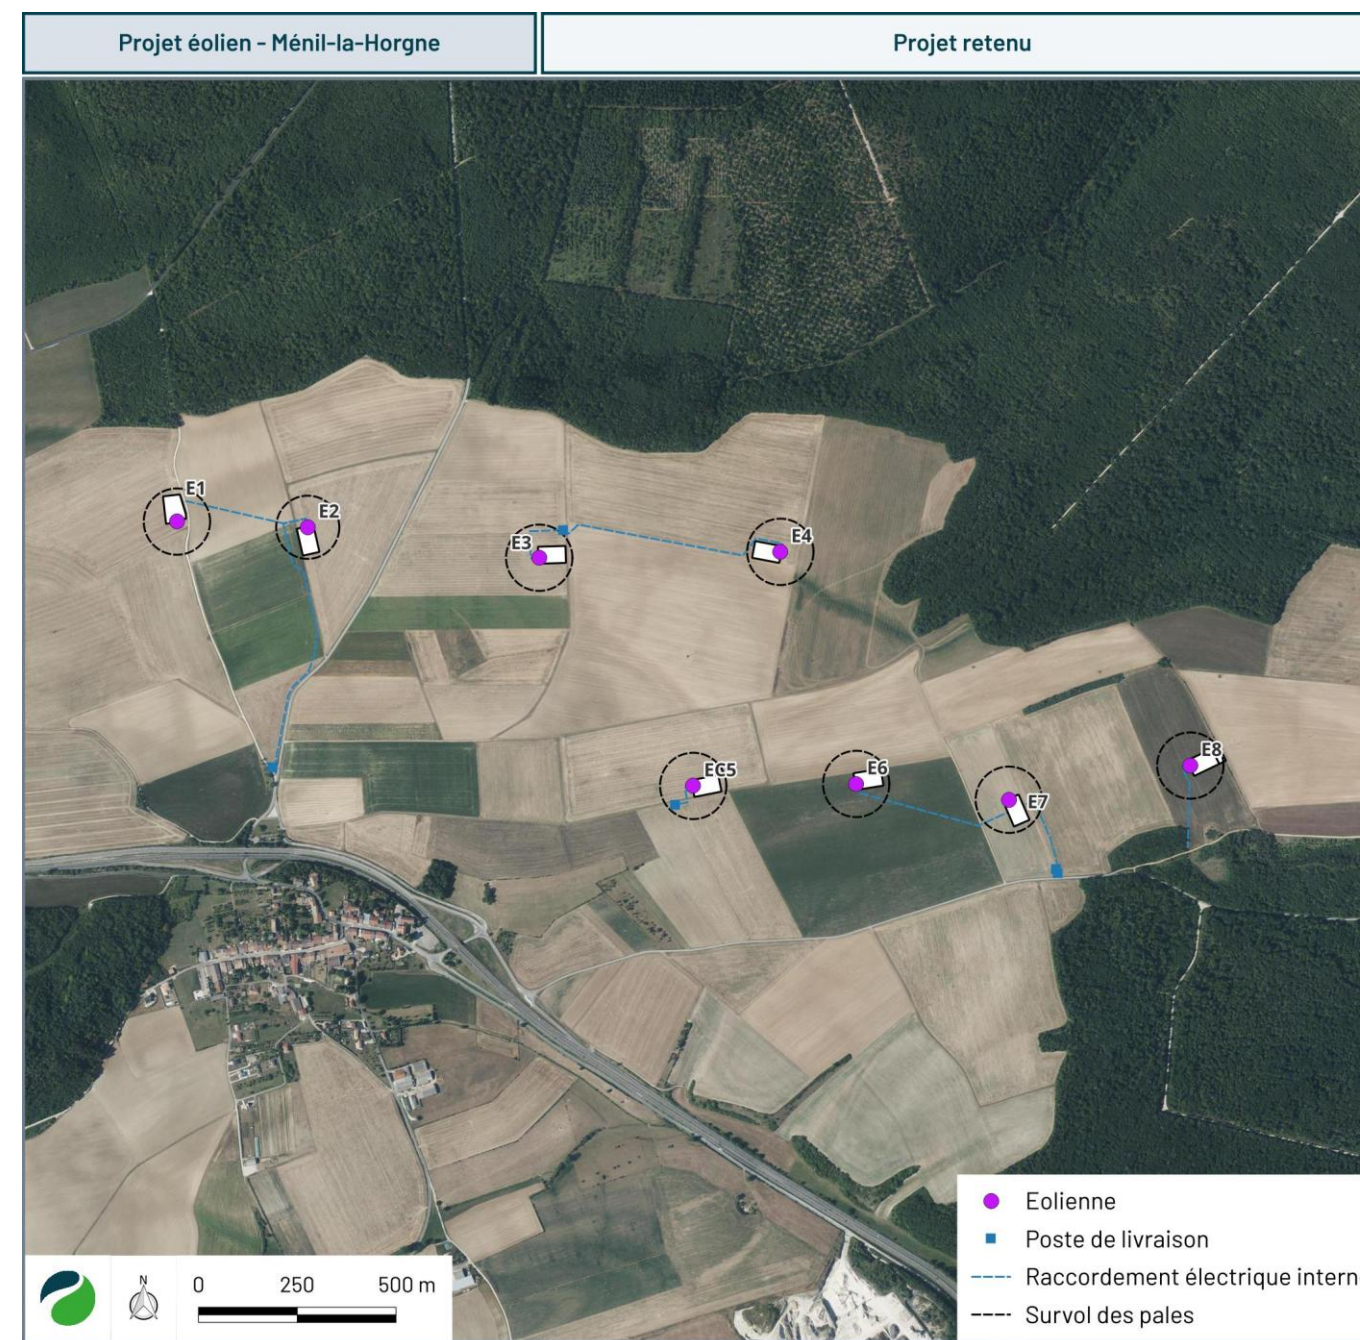 Projet éolien - Ménil-la-Horgne
Projet retenu
E1
E2
E3
E4
EC5
E6
E7
E8
Eolienne
Poste de livraison
Raccordement électrique intern
Survol des pales
N
0 250 500 m